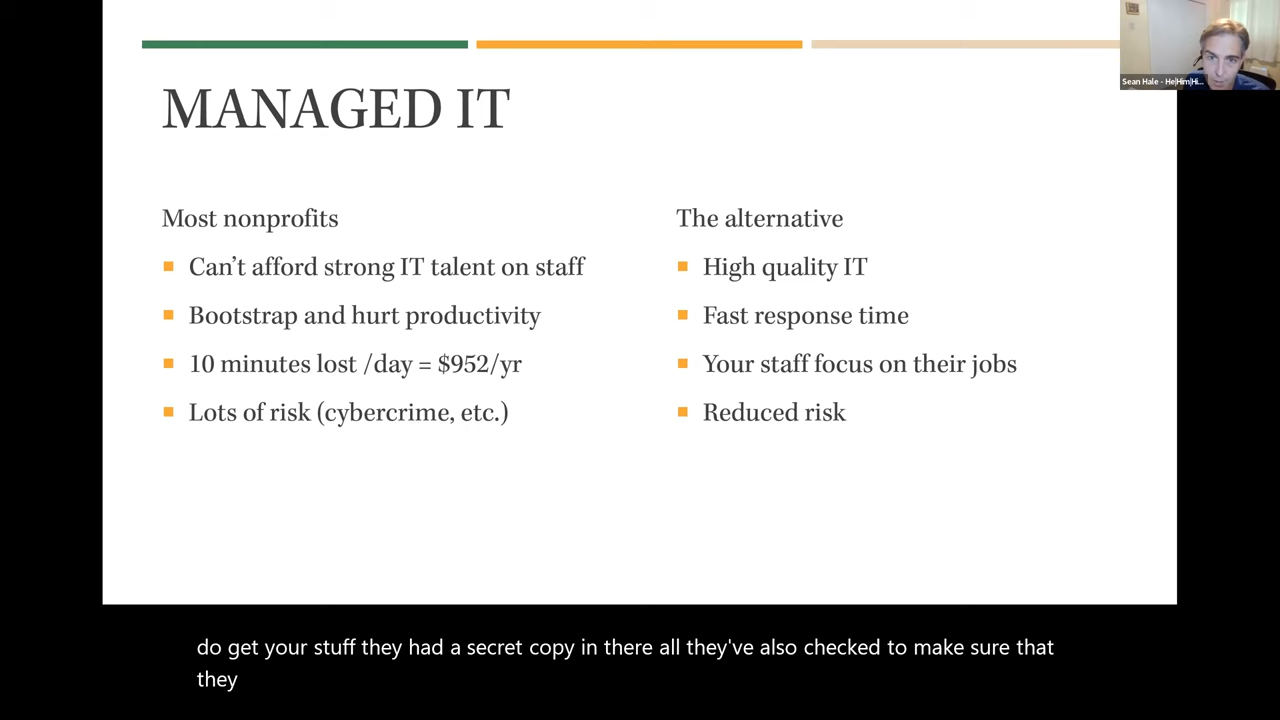 Sean Hale - He|Him|Hi...
MANAGED IT
Most nonprofits
Can't afford strong IT talent on staff
Bootstrap and hurt productivity
10 minutes lost /day = $952/yr
Lots of risk (cybercrime, etc.)
The alternative
High quality IT
Fast response time
Your staff focus on their jobs
Reduced risk
do get your stuff they had a secret copy in there all they've also checked to make sure that
they